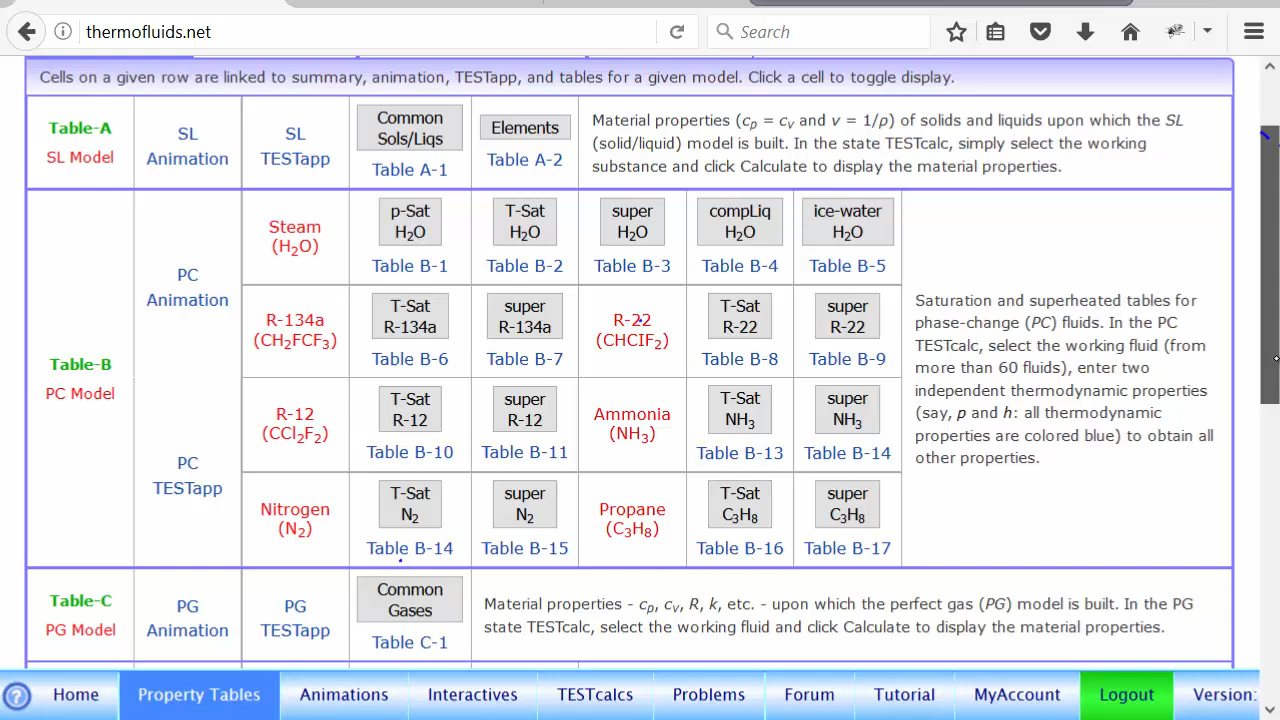 thermofluids.net
Search
Cells on a given row are linked to summary, animation, TESTapp, and tables for a given model. Click a cell to toggle display.
Table-A
SL Model
SL
Animation
SL
TESTapp
Common
Sols/Liqs
Table A-1
Elements
Table A-2
Material properties (cp = cv and v = 1/ρ) of solids and liquids upon which the SL
(solid/liquid) model is built. In the state TESTcalc, simply select the working
substance and click Calculate to display the material properties.
Table-B
PC Model
PC
Animation
PC
TESTapp
Steam
(H2O)
p-Sat
H2O
Table B-1
T-Sat
H2O
Table B-2
super
H2O
Table B-3
compLiq
H2O
Table B-4
ice-water
H2O
Table B-5
R-134a
(CH2FCF3)
T-Sat
R-134a
Table B-6
super
R-134a
Table B-7
R-22
(CHClF2)
T-Sat
R-22
Table B-8
super
R-22
Table B-9
R-12
(CCl2F2)
T-Sat
R-12
Table B-10
super
R-12
Table B-11
Ammonia
(NH3)
T-Sat
NH3
Table B-13
super
NH3
Table B-14
Nitrogen
(N2)
T-Sat
N2
Table B-14
super
N2
Table B-15
Propane
(C3H8)
T-Sat
C3H8
Table B-16
super
C3H8
Table B-17
Saturation and superheated tables for
phase-change (PC) fluids. In the PC
TESTcalc, select the working fluid (from
more than 60 fluids), enter two
independent thermodynamic properties
(say, p and h: all thermodynamic
properties are colored blue) to obtain all
other properties.
Table-C
PG Model
PG
Animation
PG
TESTapp
Common
Gases
Table C-1
Material properties - cp, cv, R, k, etc. - upon which the perfect gas (PG) model is built. In the PG
state TESTcalc, select the working fluid and click Calculate to display the material properties.
? Home Property Tables Animations Interactives TESTcalcs Problems Forum Tutorial MyAccount Logout Version: